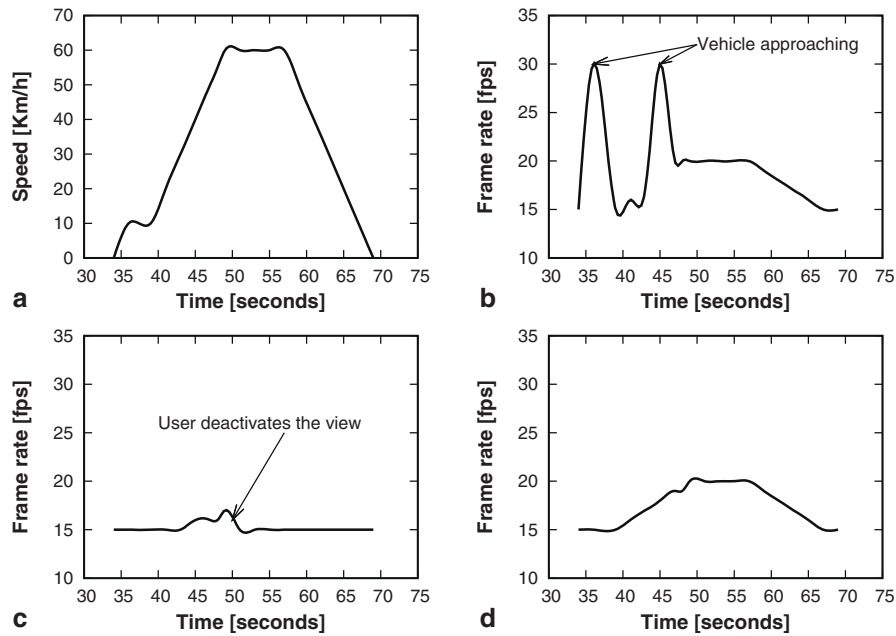 70
60
50
40
30
20
10
0
Speed [Km/h]
30 35 40 45 50 55 60 65 70 75
Time [seconds]
a
35
30
25
20
15
10
Frame rate [fps]
Vehicle approaching
30 35 40 45 50 55 60 65 70 75
Time [seconds]
b
35
30
25
20
15
10
Frame rate [fps]
User deactivates the view
30 35 40 45 50 55 60 65 70 75
Time [seconds]
c
35
30
25
20
15
10
Frame rate [fps]
30 35 40 45 50 55 60 65 70 75
Time [seconds]
d